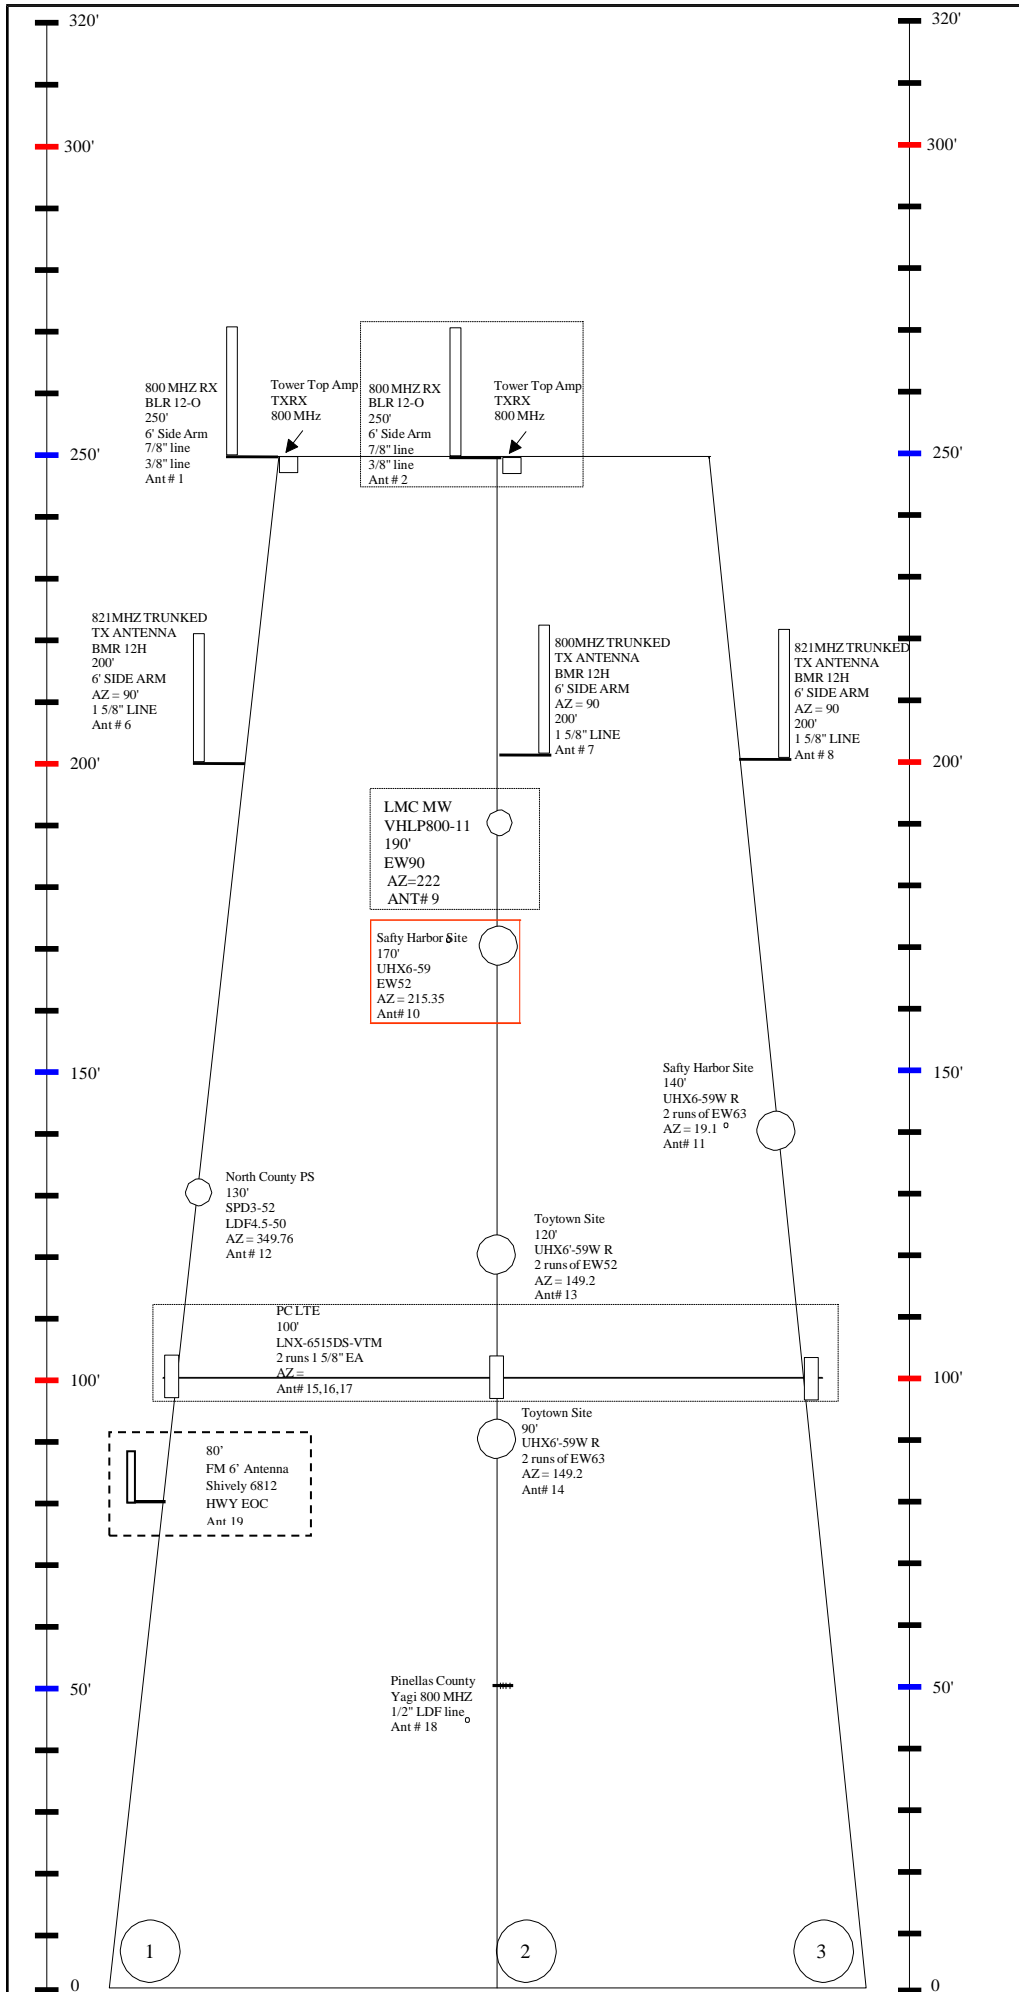 320'
320'
300'
300'
800 MHZ RX
BLR 12-O
250'
6' Side Arm
7/8" line
3/8" line
Ant # 1
Tower Top Amp
TXRX
800 MHz
800 MHZ RX
BLR 12-O
250'
6' Side Arm
7/8" line
3/8" line
Ant # 2
Tower Top Amp
TXRX
800 MHz
250'
250'
821MHZ TRUNKED
TX ANTENNA
BMR 12H
200'
6' SIDE ARM
AZ = 90'
1 5/8" LINE
Ant # 6
800MHZ TRUNKED
TX ANTENNA
BMR 12H
6' SIDE ARM
AZ = 90
200'
1 5/8" LINE
Ant # 7
821MHZ TRUNKED
TX ANTENNA
BMR 12H
6' SIDE ARM
AZ = 90
200'
1 5/8" LINE
Ant # 8
200'
200'
LMC MW
VHLP800-11
190'
EW90
AZ=222
ANT# 9
Safty Harbor Site
170'
UHX6-59
EW52
AZ = 215.35
Ant# 10
150'
150'
Safty Harbor Site
140'
UHX6-59W R
2 runs of EW63
AZ = 19.1 o
Ant# 11
North County PS
130'
SPD3-52
LDF4.5-50
AZ = 349.76
Ant # 12
Toytown Site
120'
UHX6'-59W R
2 runs of EW52
AZ = 149.2
Ant# 13
PC LTE
100'
LNX-6515DS-VTM
2 runs 1 5/8" EA
AZ =
Ant# 15,16,17
100'
100'
Toytown Site
90'
UHX6'-59W R
2 runs of EW63
AZ = 149.2
Ant# 14
80’
FM 6’ Antenna
Shively 6812
HWY EOC
Ant 19
Pinellas County
Yagi 800 MHZ
1/2" LDF line o
Ant # 18
50'
50'
1
2
3
0
0